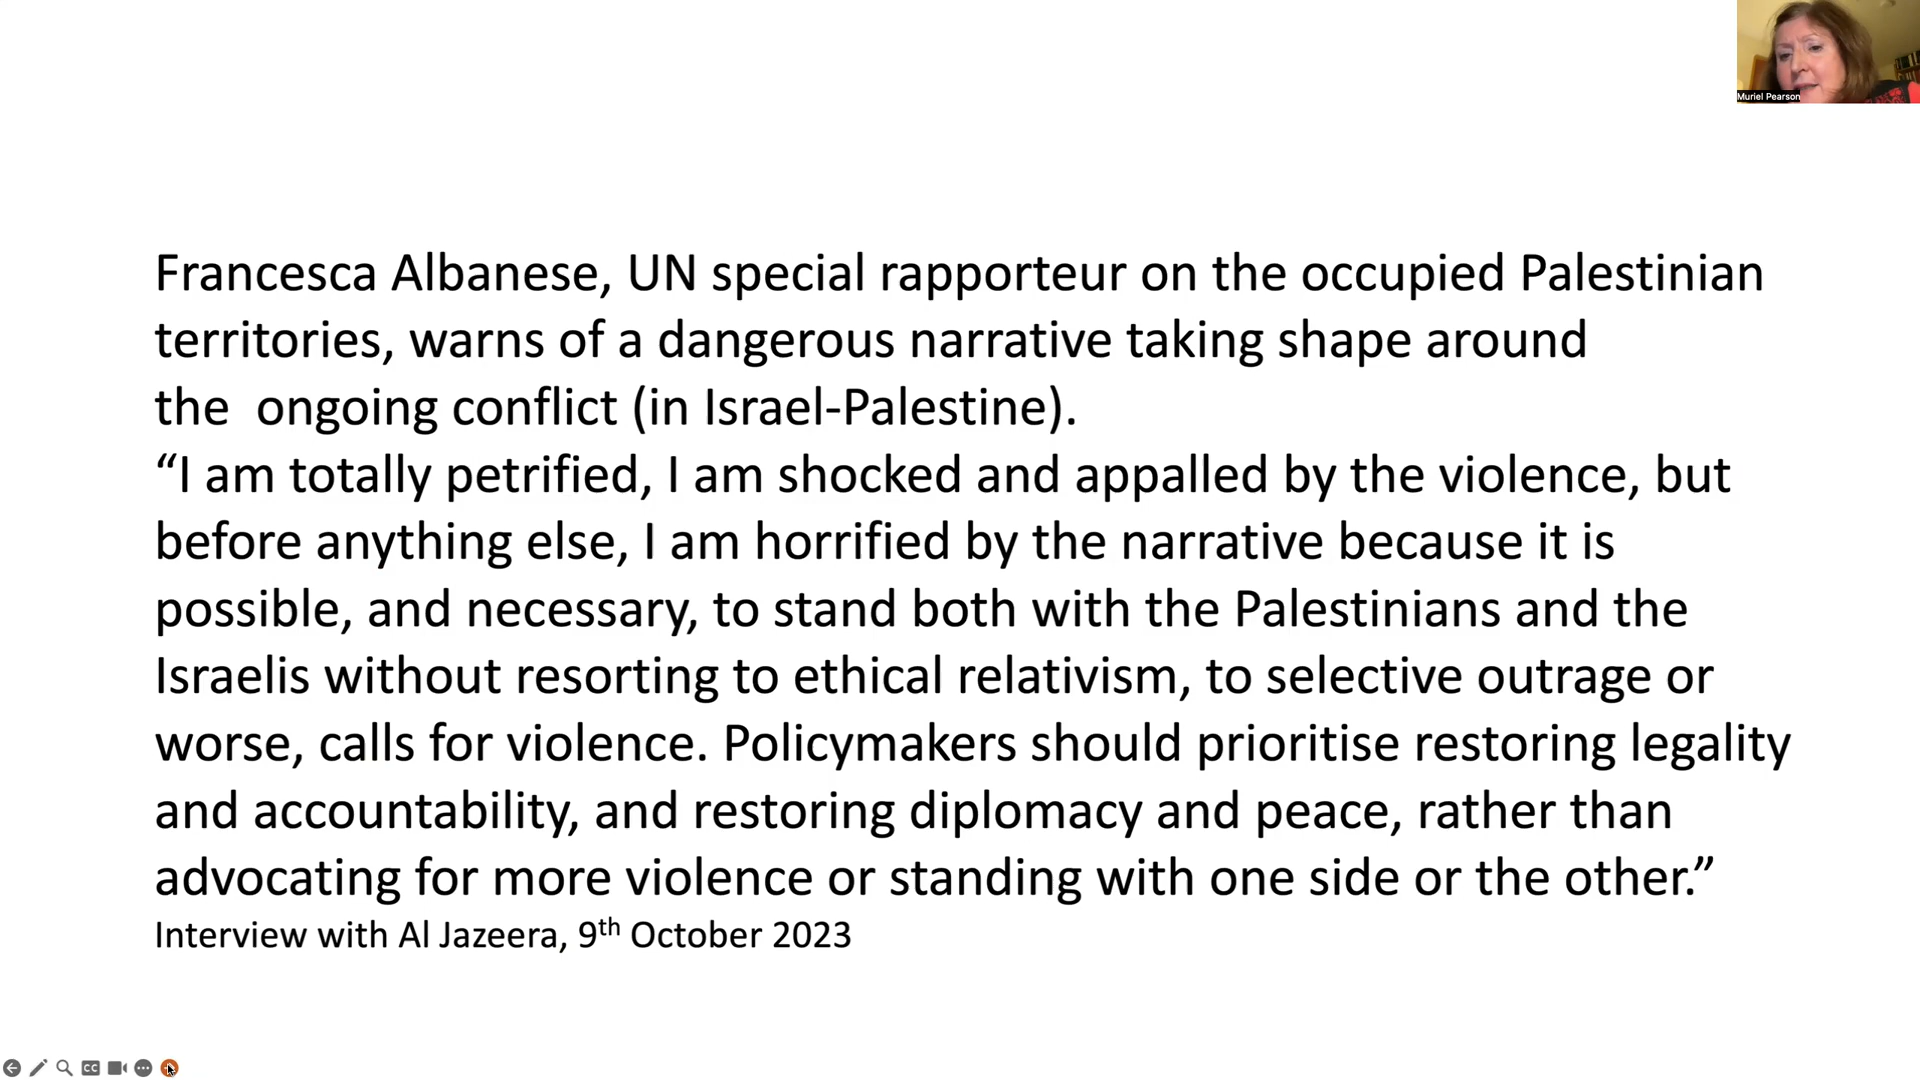 Muriel Pearson
Francesca Albanese, UN special rapporteur on the occupied Palestinian
territories, warns of a dangerous narrative taking shape around
the  ongoing conflict (in Israel-Palestine).
“I am totally petrified, I am shocked and appalled by the violence, but
before anything else, I am horrified by the narrative because it is
possible, and necessary, to stand both with the Palestinians and the
Israelis without resorting to ethical relativism, to selective outrage or
worse, calls for violence. Policymakers should prioritise restoring legality
and accountability, and restoring diplomacy and peace, rather than
advocating for more violence or standing with one side or the other.”
Interview with Al Jazeera, 9th October 2023
CC